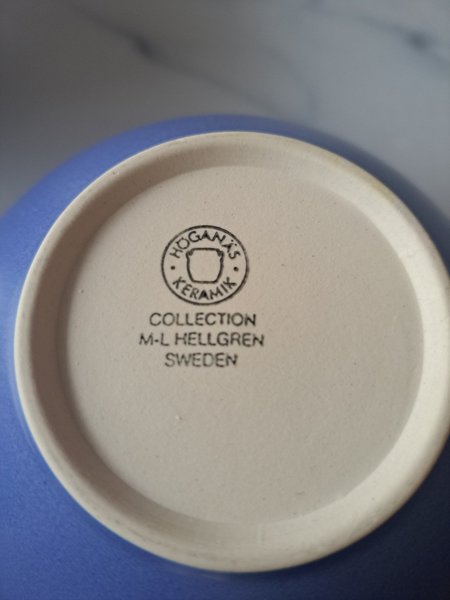 HÖGANÄS
KERAMIK
COLLECTION
M-L HELLGREN
SWEDEN